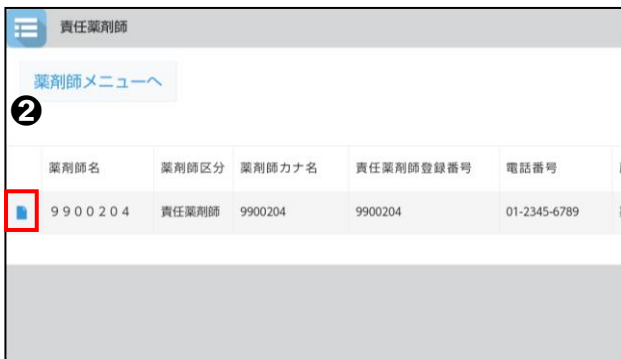 責任薬剤師
薬剤師メニューへ
❷
薬剤師名 薬剤師区分 薬剤師カナ名 責任薬剤師登録番号 電話番号
９９００２０４ 責任薬剤師 9900204 9900204 01-2345-6789